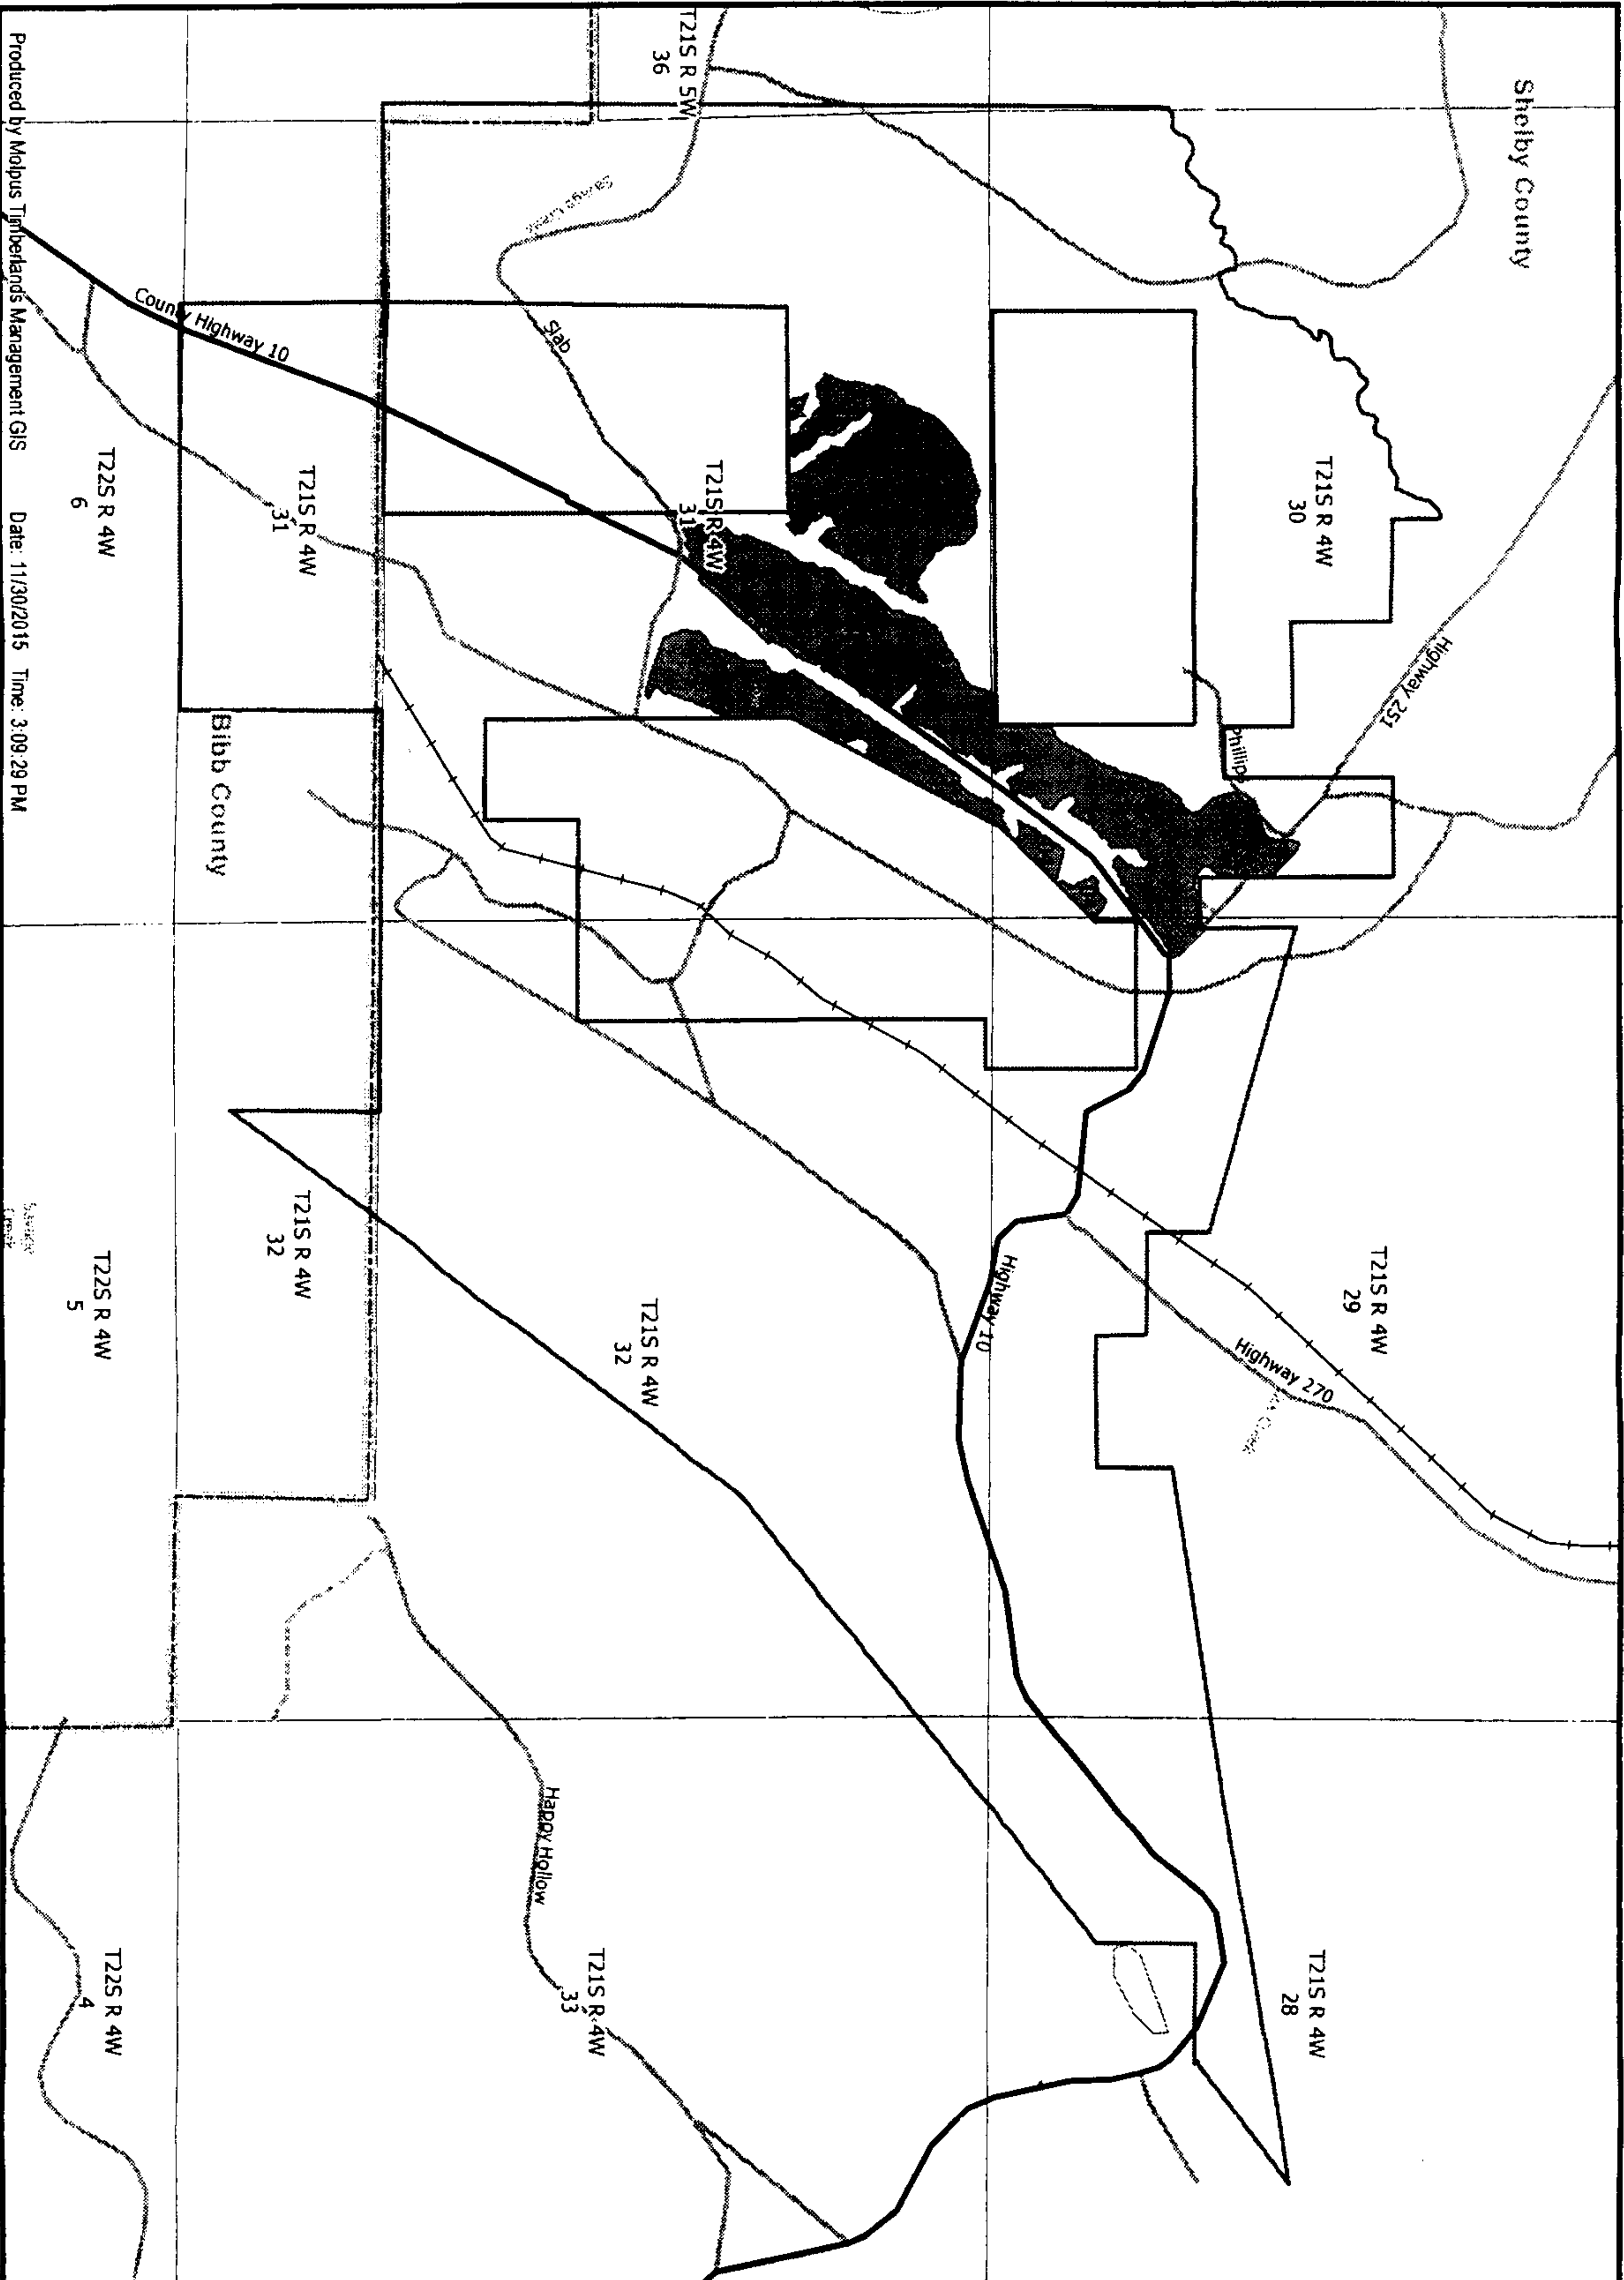 Shelby County
T21S R 4W
30
Highway 251
T21S R 4W
29
Highway 270
Creek
T21S R 4W
28
Phillips
Highway 10
T21S R 5W
36
Slab
T21S R 4W
31
T21S R 4W
32
T21S R 4W
33
Happy Hollow
County Highway 10
T21S R 4W
31
Bibb County
T21S R 4W
32
T22S R 4W
6
T22S R 4W
5
T22S R 4W
4
Produced by Molpus Timberlands Management GIS Date: 11/30/2015 Time: 3:09:29 PM